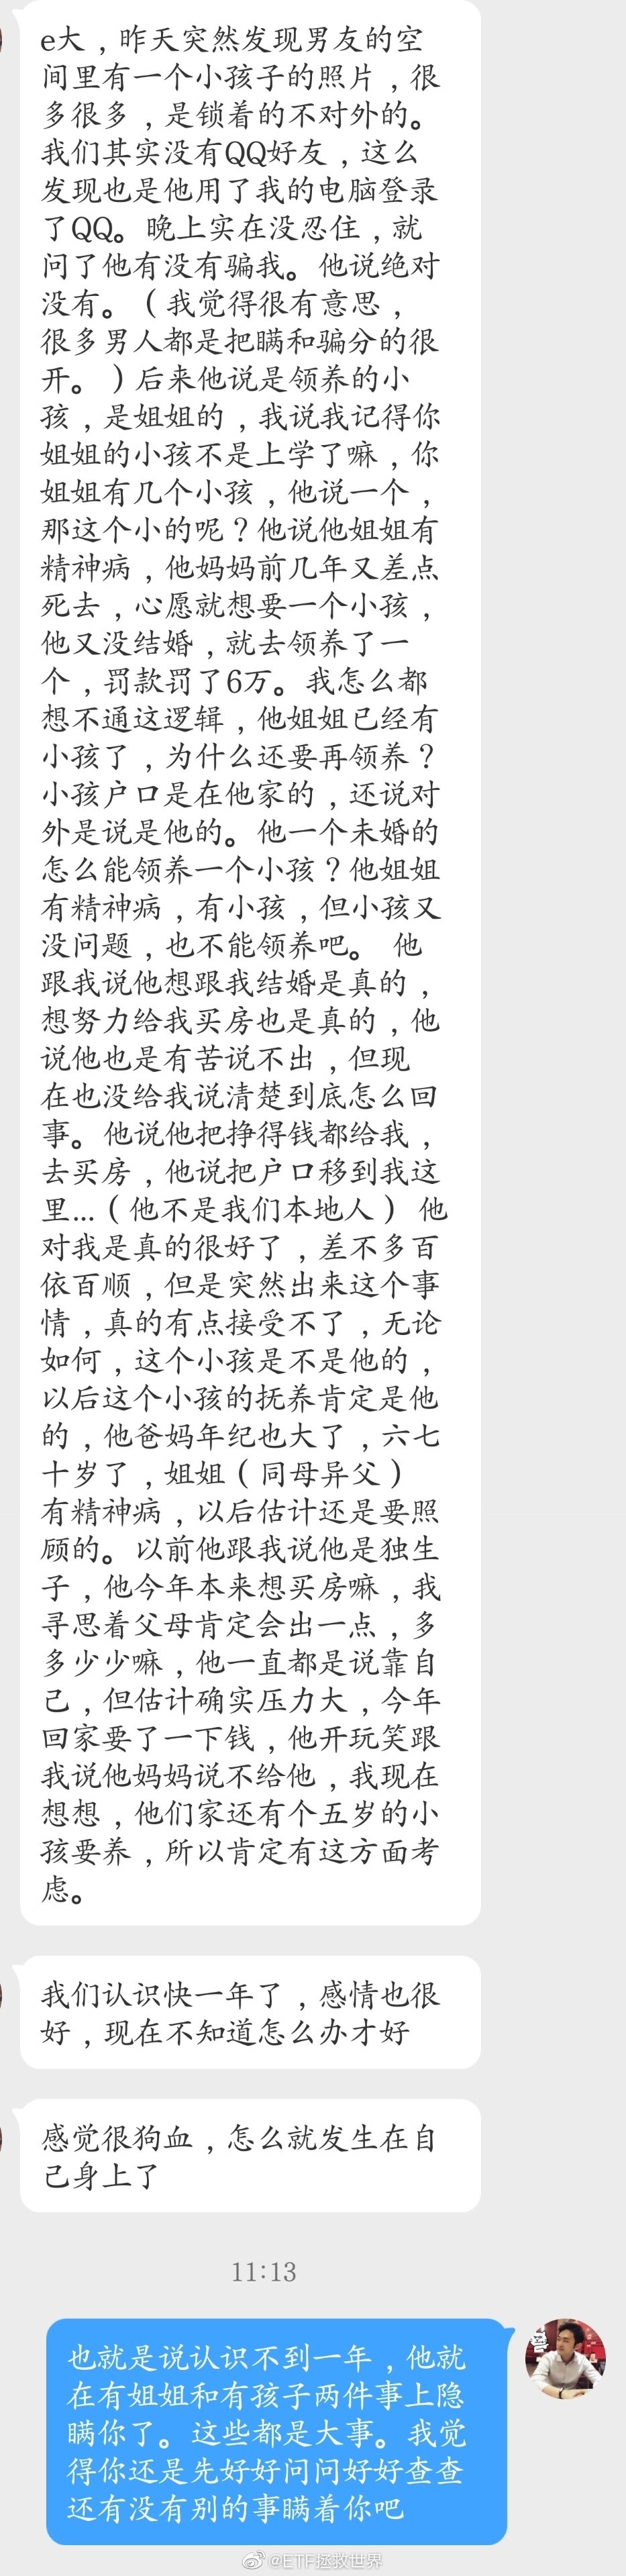 e大，昨天突然发现男友的空
间里有一个小孩子的照片，很
多很多，是锁着的不对外的。
我们其实没有QQ好友，这么
发现也是他用了我的电脑登录
了QQ。晚上实在没忍住，就
问了他有没有骗我。他说绝对
没有。（我觉得很有意思，
很多男人都是把瞒和骗分的很
开。）后来他说是领养的小
孩，是姐姐的，我说我记得你
姐姐的小孩不是上学了嘛，你
姐姐有几个小孩，他说一个，
那这个小的呢？他说他姐姐有
精神病，他妈妈前几年又差点
死去，心愿就想要一个小孩，
他又没结婚，就去领养了一
个，罚款罚了6万。我怎么都
想不通这逻辑，他姐姐已经有
小孩了，为什么还要再领养？
小孩户口是在他家的，还说对
外是说是他的。他一个未婚的
怎么能领养一个小孩？他姐姐
有精神病，有小孩，但小孩又
没问题，也不能领养吧。 他
跟我说他想跟我结婚是真的，
想努力给我买房也是真的，他
说他也是有苦说不出，但现
在也没给我说清楚到底怎么回
事。他说他把挣得钱都给我，
去买房，他说把户口移到我这
里...（他不是我们本地人） 他
对我是真的很好了，差不多百
依百顺，但是突然出来这个事
情，真的有点接受不了，无论
如何，这个小孩是不是他的，
以后这个小孩的抚养肯定是他
的，他爸妈年纪也大了，六七
十岁了，姐姐（同母异父）
有精神病，以后估计还是要照
顾的。以前他跟我说他是独生
子，他今年本来想买房嘛，我
寻思着父母肯定会出一点，多
多少少嘛，他一直都是说靠自
己，但估计确实压力大，今年
回家要了一下钱，他开玩笑跟
我说他妈妈说不给他，我现在
想想，他们家还有个五岁的小
孩要养，所以肯定有这方面考
虑。
我们认识快一年了，感情也很
好，现在不知道怎么办才好
感觉很狗血，怎么就发生在自
己身上了
11:13
也就是说认识不到一年，他就
在有姐姐和有孩子两件事上隐
瞒你了。这些都是大事。我觉
得你还是先好好问问好好查查
还有没有别的事瞒着你吧
@ETF拯救世界